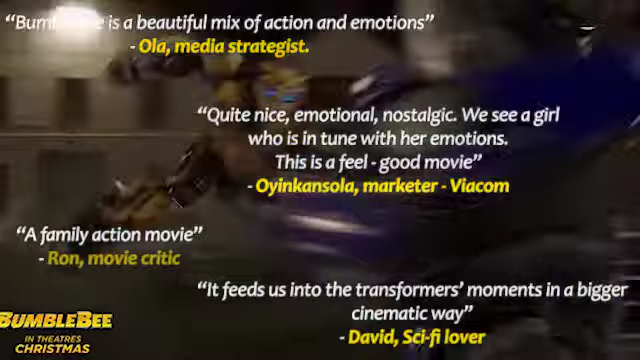 “Bumblebee is a beautiful mix of action and emotions”
- Ola, media strategist.
“Quite nice, emotional, nostalgic. We see a girl
who is in tune with her emotions.
This is a feel - good movie”
- Oyinkansola, marketer - Viacom
“A family action movie”
- Ron, movie critic
“It feeds us into the transformers’ moments in a bigger
cinematic way”
- David, Sci-fi lover
BUMBLEBEE
IN THEATRES
CHRISTMAS